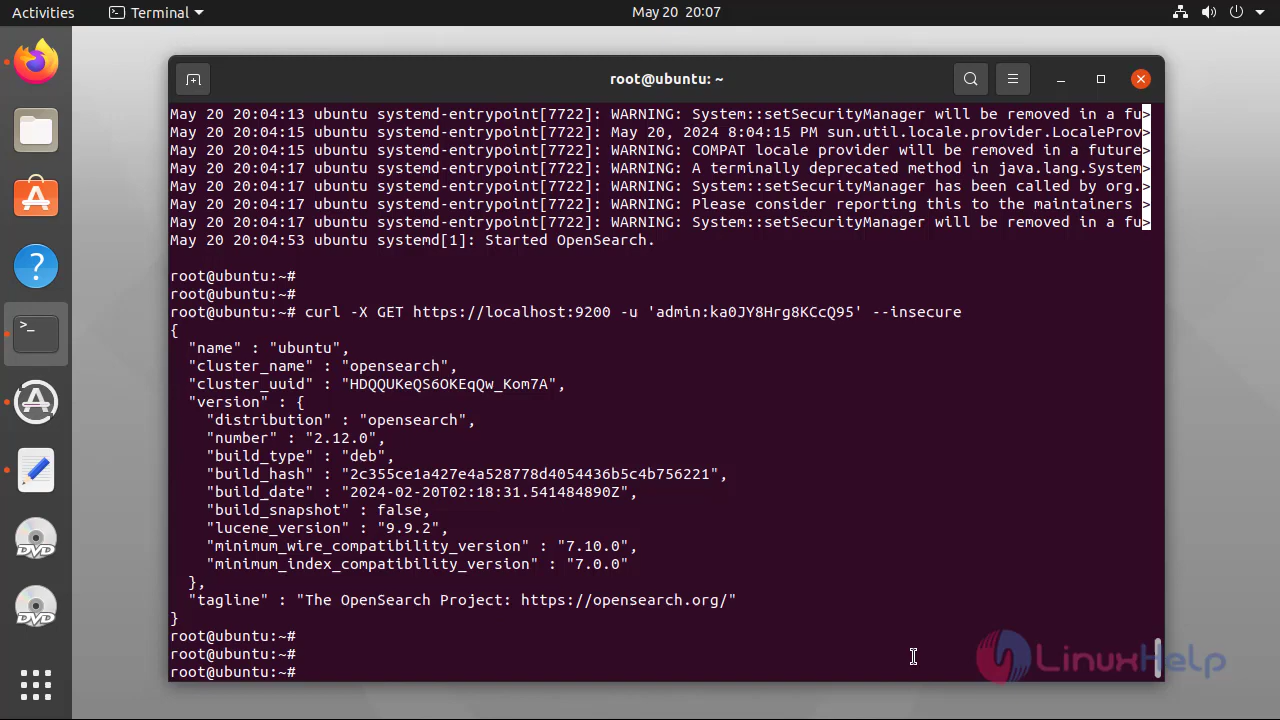 Activities
Terminal
May 20 20:07
root@ubuntu: ~
May 20 20:04:13 ubuntu systemd-entrypoint[7722]: WARNING: System::setSecurityManager will be removed in a fu>
May 20 20:04:15 ubuntu systemd-entrypoint[7722]: May 20, 2024 8:04:15 PM sun.util.locale.provider.LocaleProv>
May 20 20:04:15 ubuntu systemd-entrypoint[7722]: WARNING: COMPAT locale provider will be removed in a future>
May 20 20:04:17 ubuntu systemd-entrypoint[7722]: WARNING: A terminally deprecated method in java.lang.System>
May 20 20:04:17 ubuntu systemd-entrypoint[7722]: WARNING: System::setSecurityManager has been called by org.>
May 20 20:04:17 ubuntu systemd-entrypoint[7722]: WARNING: Please consider reporting this to the maintainers >
May 20 20:04:17 ubuntu systemd-entrypoint[7722]: WARNING: System::setSecurityManager will be removed in a fu>
May 20 20:04:53 ubuntu systemd[1]: Started OpenSearch.
root@ubuntu:~#
root@ubuntu:~#
root@ubuntu:~# curl -X GET https://localhost:9200 -u 'admin:ka0JY8Hrg8KCcQ95' --insecure
{
  "name" : "ubuntu",
  "cluster_name" : "opensearch",
  "cluster_uuid" : "HDQQUKeQS6OKEqQw_Kom7A",
  "version" : {
    "distribution" : "opensearch",
    "number" : "2.12.0",
    "build_type" : "deb",
    "build_hash" : "2c355ce1a427e4a528778d4054436b5c4b756221",
    "build_date" : "2024-02-20T02:18:31.541484890Z",
    "build_snapshot" : false,
    "lucene_version" : "9.9.2",
    "minimum_wire_compatibility_version" : "7.10.0",
    "minimum_index_compatibility_version" : "7.0.0"
  },
  "tagline" : "The OpenSearch Project: https://opensearch.org/"
}
root@ubuntu:~#
root@ubuntu:~#
root@ubuntu:~#
LinuxHelp
DVD
DVD